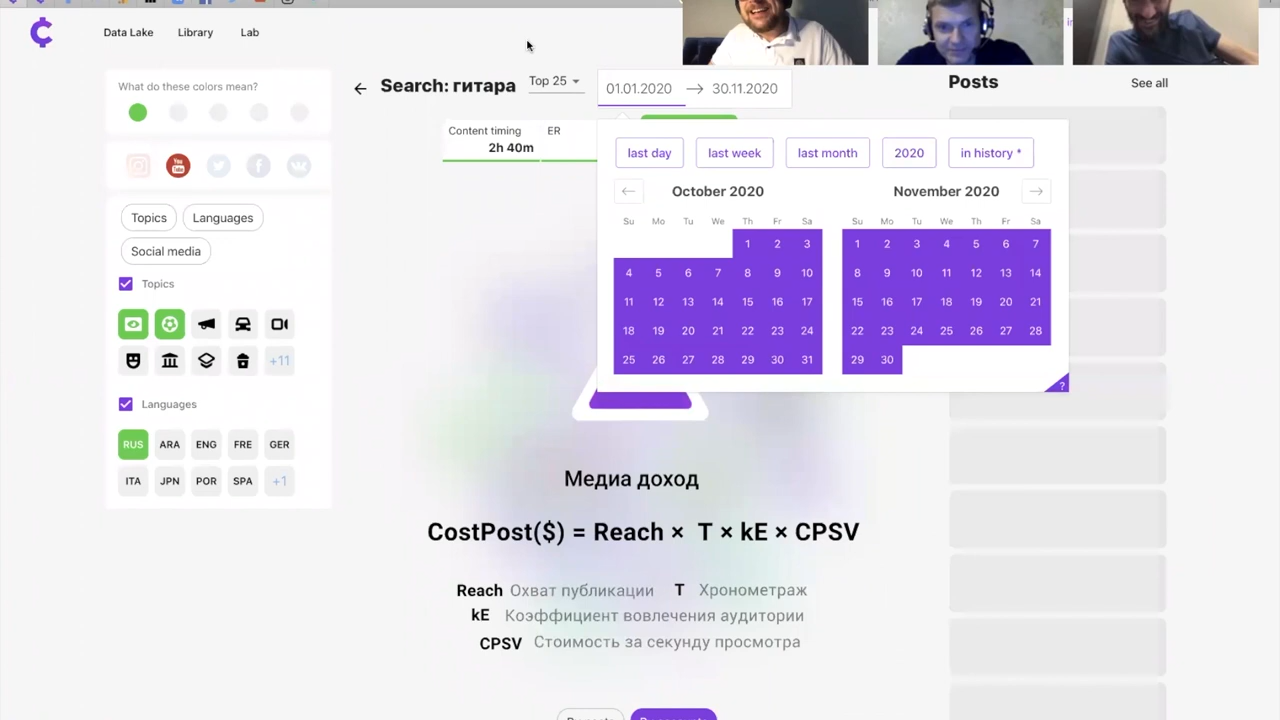 Data Lake Library Lab
What do these colors mean?
Search: гитара
Top 25
01.01.2020 → 30.11.2020
Posts
See all
Content timing
2h 40m
ER
last day
last week
last month
2020
in history *
October 2020
Su Mo Tu We Th Fr Sa
1 2 3
4 5 6 7 8 9 10
11 12 13 14 15 16 17
18 19 20 21 22 23 24
25 26 27 28 29 30 31
November 2020
Su Mo Tu We Th Fr Sa
1 2 3 4 5 6 7
8 9 10 11 12 13 14
15 16 17 18 19 20 21
22 23 24 25 26 27 28
29 30
?
You Tube
Topics
Languages
Social media
Topics
+11
Languages
RUS ARA ENG FRE GER
ITA JPN POR SPA +1
Медиа доход
CostPost($) = Reach × T × kE × CPSV
Reach Охват публикации T Хронометраж
kE Коэффициент вовлечения аудитории
CPSV Стоимость за секунду просмотра